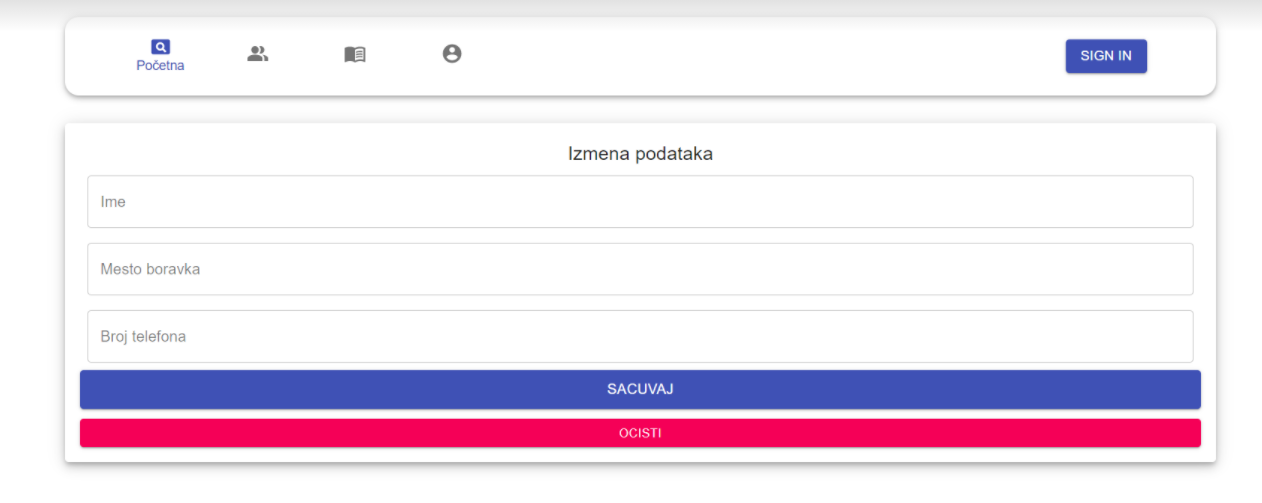 Početna
SIGN IN
Izmena podataka
Ime
Mesto boravka
Broj telefona
SACUVAJ
OCISTI